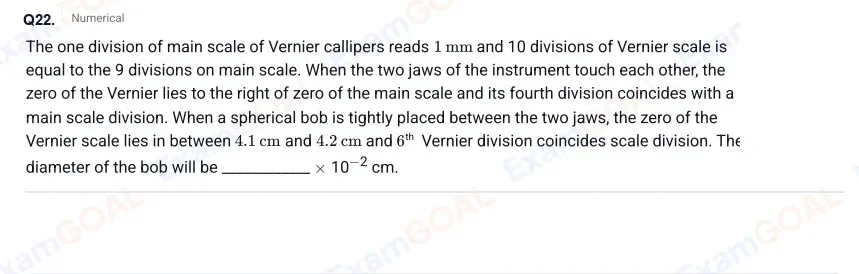 Q22. Numerical
The one division of main scale of Vernier callipers reads 1 mm and 10 divisions of Vernier scale is
equal to the 9 divisions on main scale. When the two jaws of the instrument touch each other, the
zero of the Vernier lies to the right of zero of the main scale and its fourth division coincides with a
main scale division. When a spherical bob is tightly placed between the two jaws, the zero of the
Vernier scale lies in between 4.1 cm and 4.2 cm and 6th Vernier division coincides scale division. The
diameter of the bob will be ____________ × 10⁻² cm.